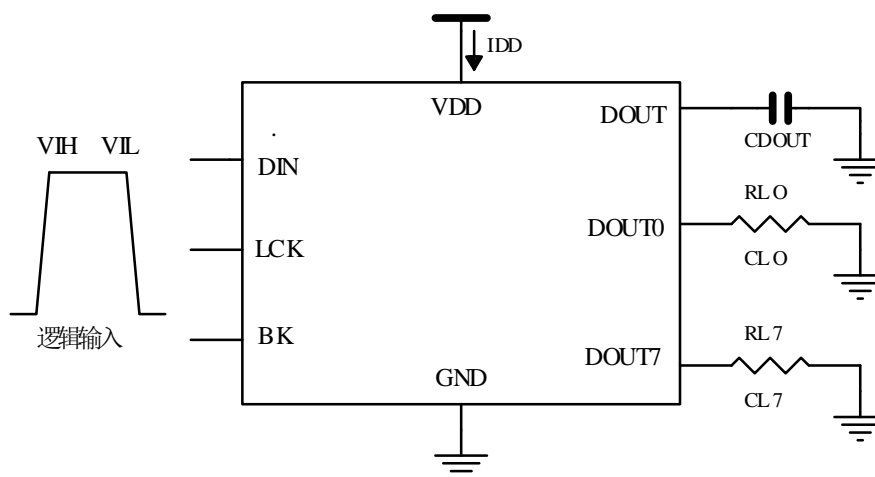 IDD
VDD
DOUT
CDOUT
VIH VIL
DIN
RL0
DOUT0
LCK
CL0
BK
逻辑输入
RL7
DOUT7
GND
CL7